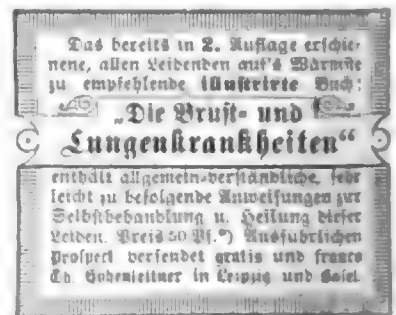 Das bereits in 2. Auflage erschie-
nene, allen Leidenden auf's Wärmste
zu empfehlende illustrirte Buch:
„Die Brust- und
Lungenkrankheiten“
enthält allgemein-verständliche, sehr
leicht zu befolgende Anweisungen zur
Selbstbehandlung u. Heilung dieser
Leiden. Preis 50 Pf.*) Ausführlichen
Prospect versendet gratis und franco
Th. Hohenleitner in Leipzig und Basel